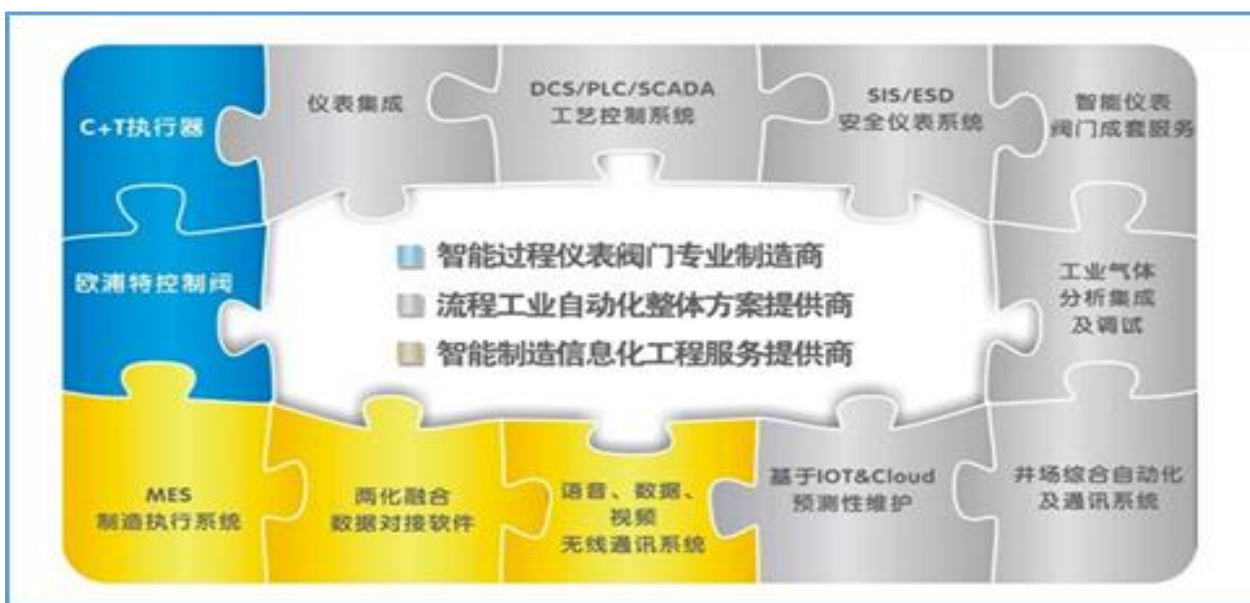 C+T执行器
仪表集成
DCS/PLC/SCADA
工艺控制系统
SIS/ESD
安全仪表系统
智能仪表
阀门成套服务
欧浦特控制阀
智能过程仪表阀门专业制造商
流程工业自动化整体方案提供商
智能制造信息化工程服务提供商
工业气体
分析集成
及调试
MES
制造执行系统
两化融合
数据对接软件
语音、数据、
视频
无线通讯系统
基于IOT&Cloud
预测性维护
井场综合自动化
及通讯系统